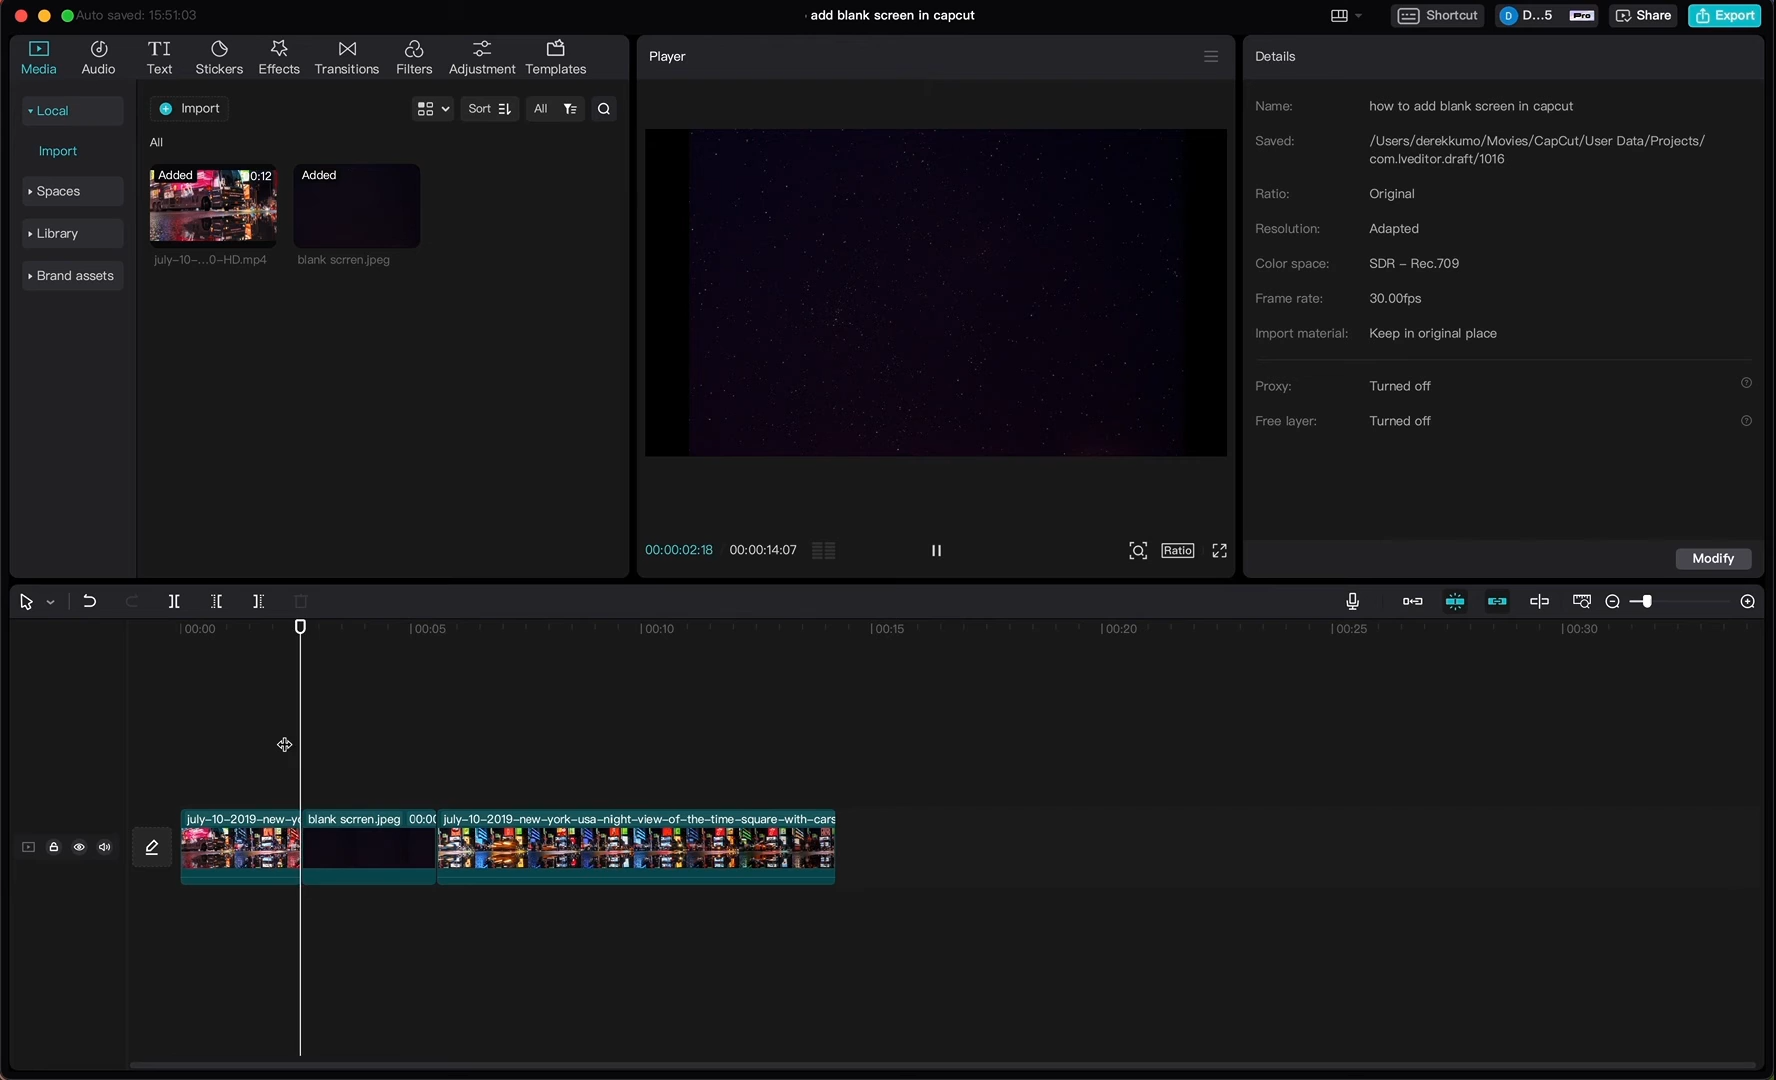 Auto saved: 15:51:03
add blank screen in capcut
Shortcut
D
D...5
Pro
Share
Export
Media
Audio
TI
Text
Stickers
Effects
Transitions
Filters
Adjustment
Templates
Player
Details
Local
Import
Spaces
Library
Brand assets
Import
Sort
All
All
Added
0:12
Added
july-10-...0-HD.mp4
blank scrren.jpeg
00:00:02:18
00:00:14:07
Ratio
Name:
how to add blank screen in capcut
Saved:
/Users/derekkumo/Movies/CapCut/User Data/Projects/
com.lveditor.draft/1016
Ratio:
Original
Resolution:
Adapted
Color space:
SDR – Rec.709
Frame rate:
30.00fps
Import material:
Keep in original place
Proxy:
Turned off
Free layer:
Turned off
Modify
00:00
00:05
00:10
00:15
00:20
00:25
00:30
july-10-2019-new-yo
blank scrren.jpeg
00:00
july-10-2019-new-york-usa-night-view-of-the-time-square-with-cars